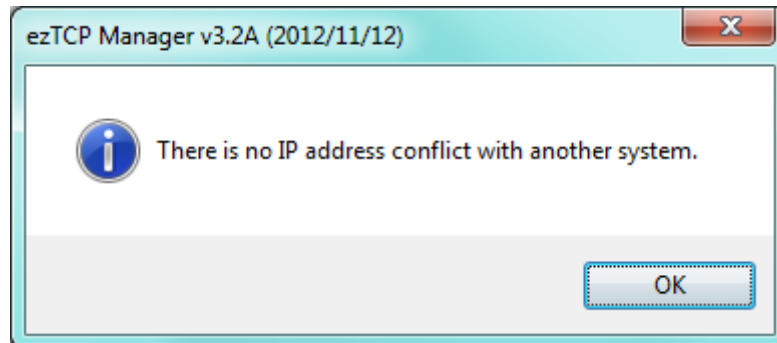 ezTCP Manager v3.2A (2012/11/12)
There is no IP address conflict with another system.
OK